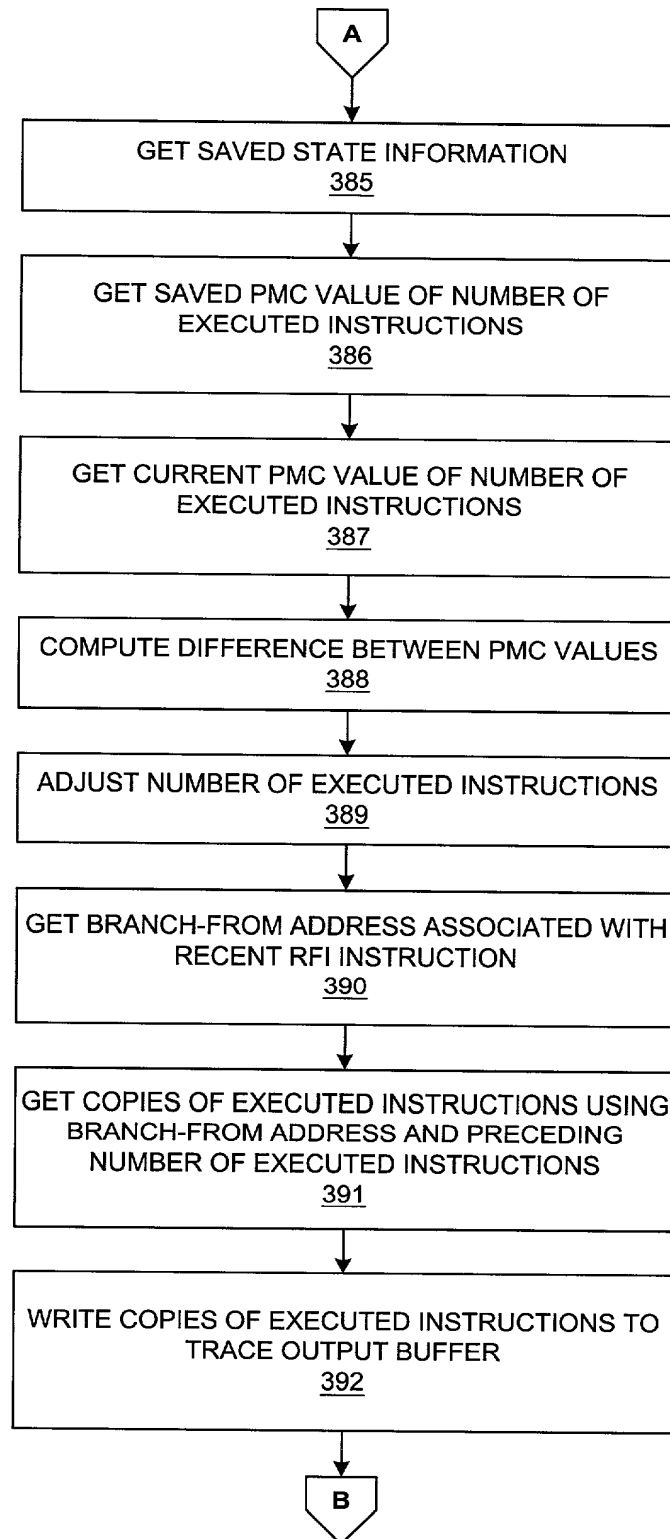 A
GET SAVED STATE INFORMATION
385
GET SAVED PMC VALUE OF NUMBER OF
EXECUTED INSTRUCTIONS
386
GET CURRENT PMC VALUE OF NUMBER OF
EXECUTED INSTRUCTIONS
387
COMPUTE DIFFERENCE BETWEEN PMC VALUES
388
ADJUST NUMBER OF EXECUTED INSTRUCTIONS
389
GET BRANCH-FROM ADDRESS ASSOCIATED WITH
RECENT RFI INSTRUCTION
390
GET COPIES OF EXECUTED INSTRUCTIONS USING
BRANCH-FROM ADDRESS AND PRECEDING
NUMBER OF EXECUTED INSTRUCTIONS
391
WRITE COPIES OF EXECUTED INSTRUCTIONS TO
TRACE OUTPUT BUFFER
392
B